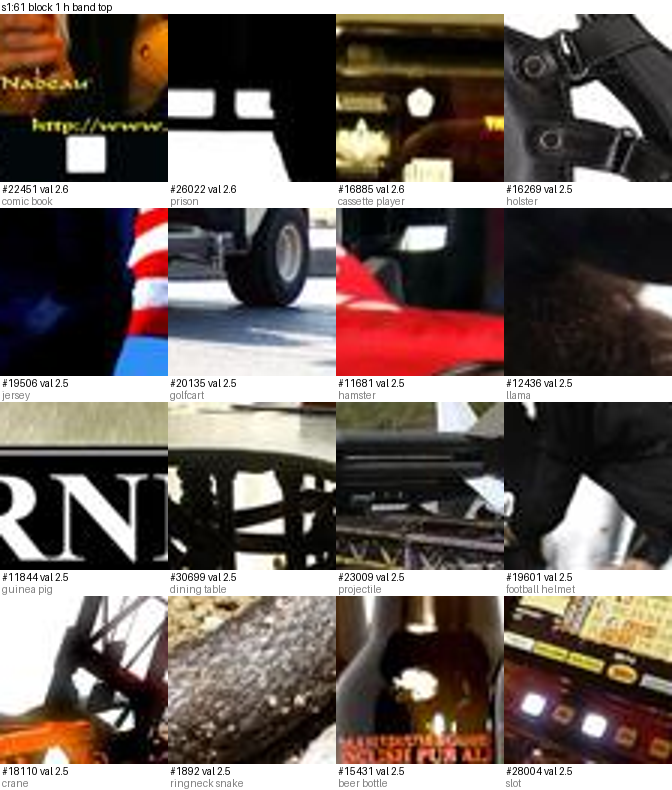 s1:61 block 1 h band top
Nabeau
http://www.
#22451 val 2.6
#26022 val 2.6
#16885 val 2.6
#16269 val 2.5
comic book
prison
cassette player
holster
#19506 val 2.5
#20135 val 2.5
#11681 val 2.5
#12436 val 2.5
jersey
golfcart
hamster
llama
RN
#11844 val 2.5
#30699 val 2.5
#23009 val 2.5
#19601 val 2.5
guinea pig
dining table
projectile
football helmet
#18110 val 2.5
#1892 val 2.5
#15431 val 2.5
#28004 val 2.5
crane
ringneck snake
beer bottle
slot